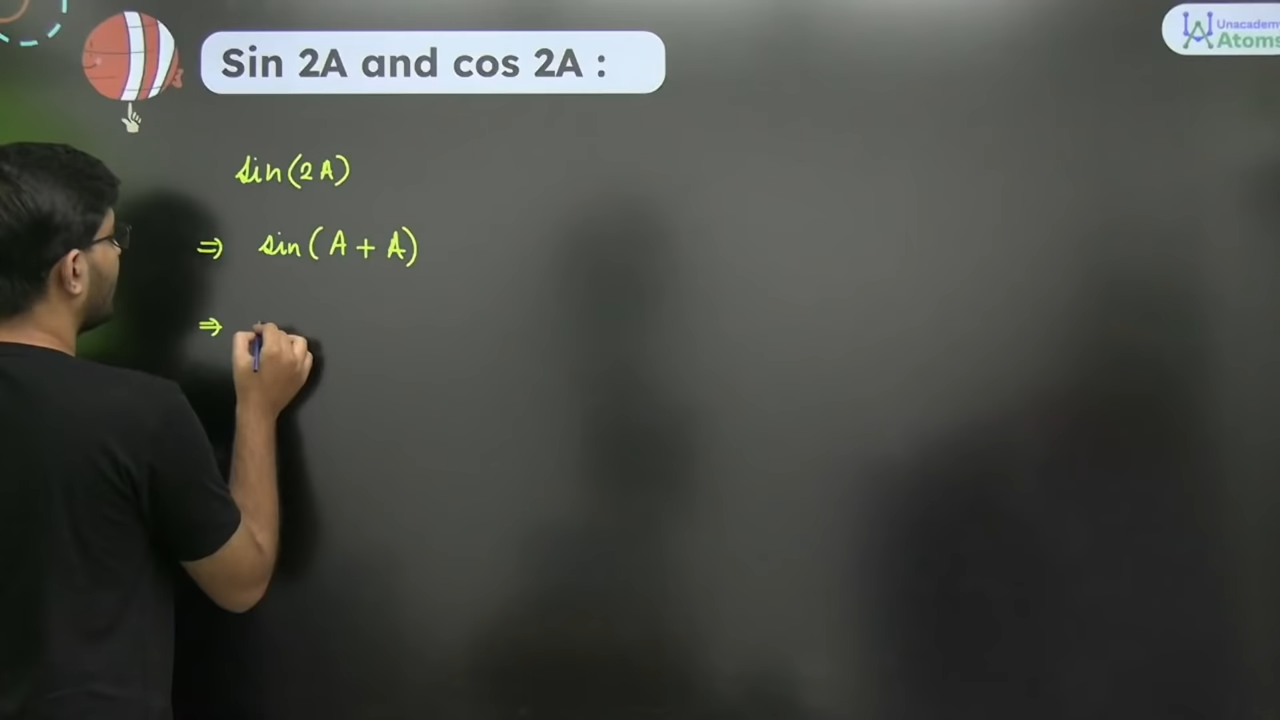 Sin 2A and cos 2A :
Unacademy
Atoms
sin(2A)
⇒ sin(A + A)
⇒